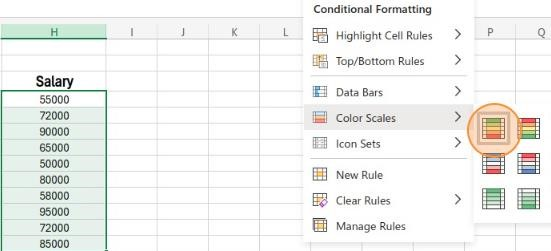 Conditional Formatting
H I J K L P Q
Highlight Cell Rules
Top/Bottom Rules
Salary
55000
72000
90000
65000
50000
80000
58000
95000
72000
85000
Data Bars
Color Scales
Icon Sets
New Rule
Clear Rules
Manage Rules